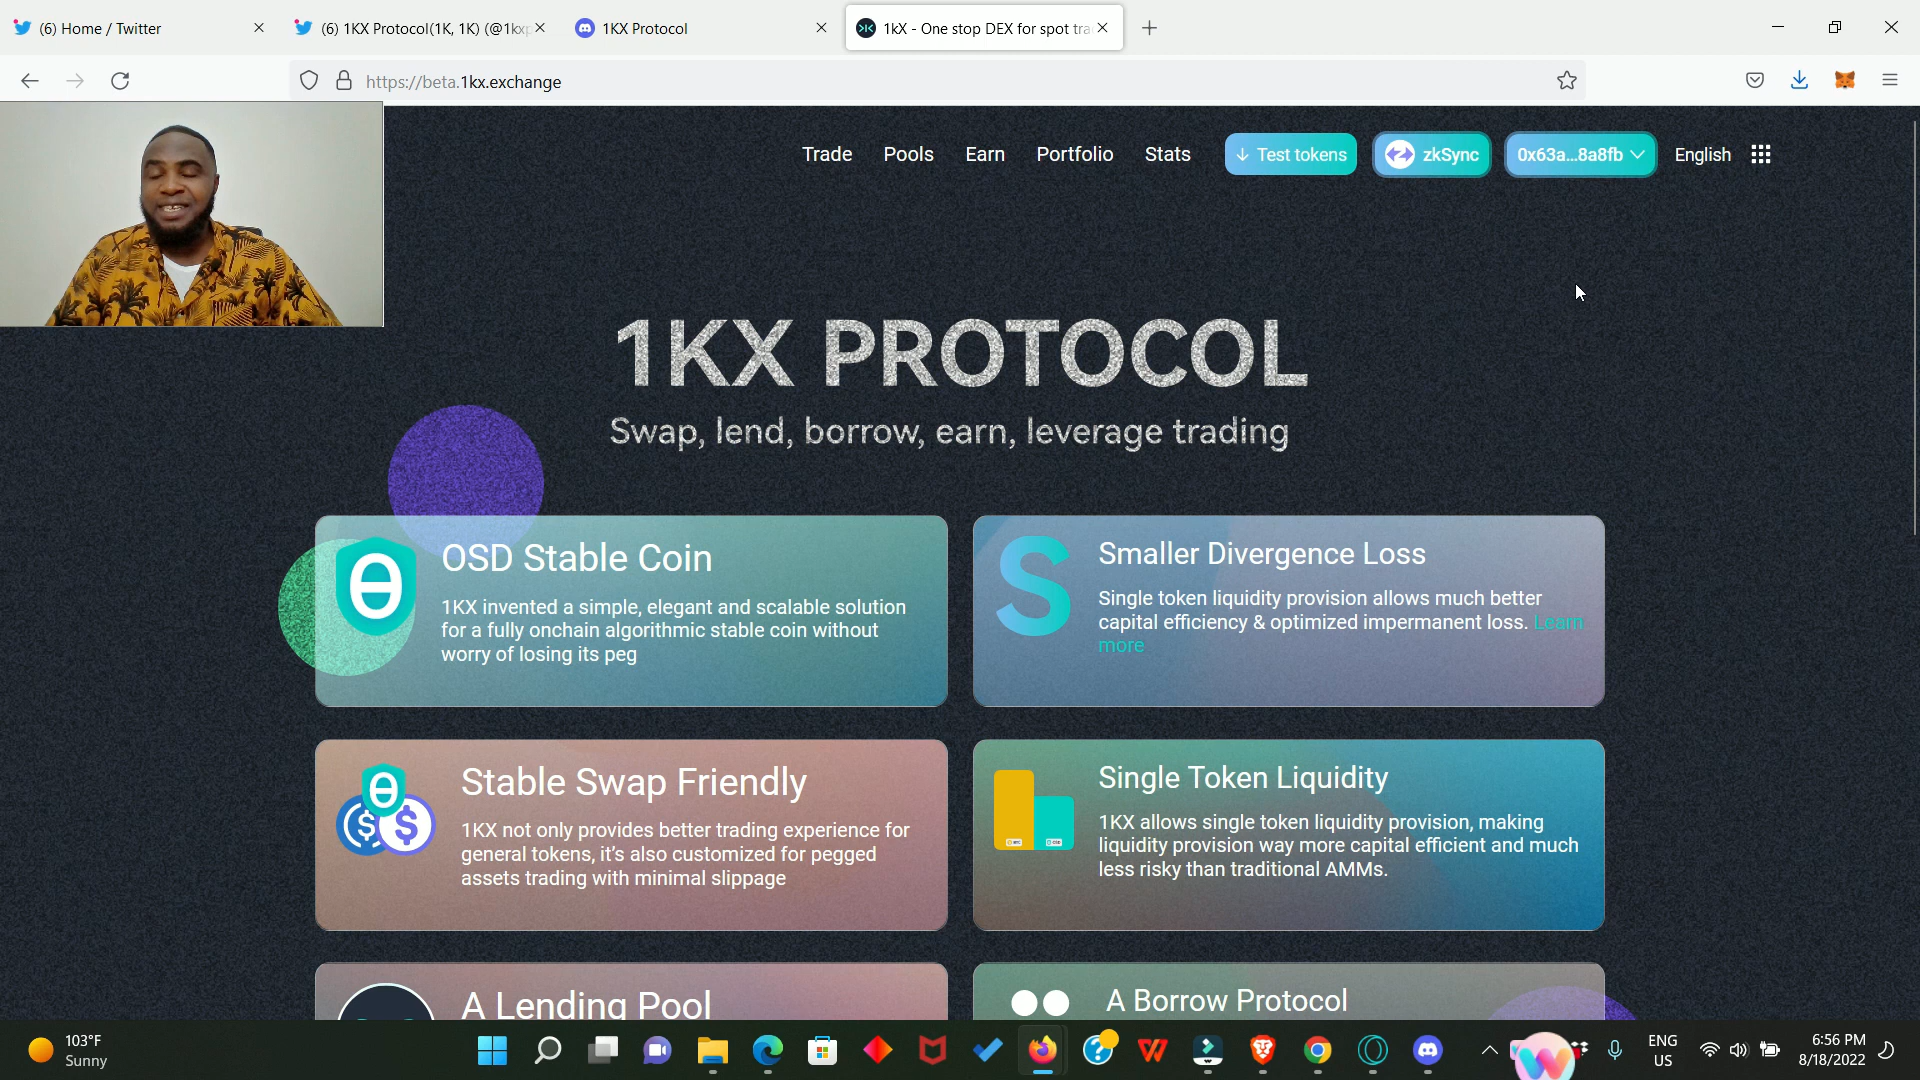 (6) Home / Twitter
(6) 1KX Protocol(1K, 1K) (@1kxp
1KX Protocol
1kX - One stop DEX for spot tra
https://beta.1kx.exchange
Trade
Pools
Earn
Portfolio
Stats
Test tokens
zkSync
0x63a...8a8fb
English
1KX PROTOCOL
Swap, lend, borrow, earn, leverage trading
OSD Stable Coin
1KX invented a simple, elegant and scalable solution
for a fully onchain algorithmic stable coin without
worry of losing its peg
Smaller Divergence Loss
Single token liquidity provision allows much better
capital efficiency & optimized impermanent loss. Learn
more
Stable Swap Friendly
1KX not only provides better trading experience for
general tokens, it's also customized for pegged
assets trading with minimal slippage
Single Token Liquidity
1KX allows single token liquidity provision, making
liquidity provision way more capital efficient and much
less risky than traditional AMMs.
A Lending Pool
A Borrow Protocol
103°F
Sunny
ENG
US
6:56 PM
8/18/2022